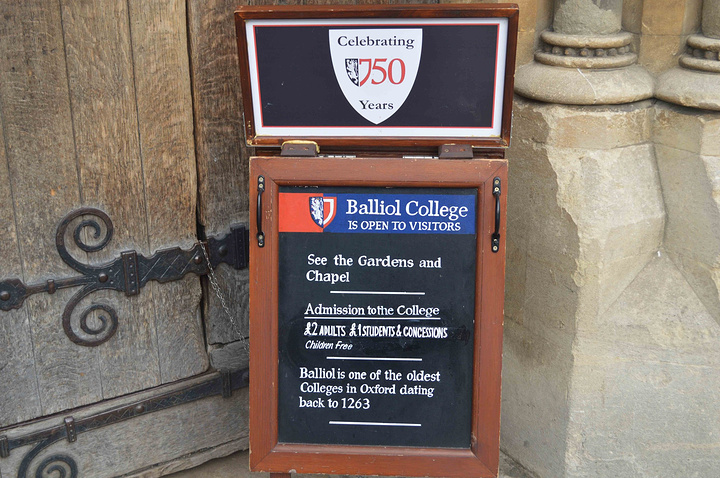 Celebrating
750
Years
Balliol College
IS OPEN TO VISITORS
See the Gardens and
Chapel
Admission to the College
£2 ADULTS £1 STUDENTS & CONCESSIONS
Children Free
Balliol is one of the oldest
Colleges in Oxford dating
back to 1263